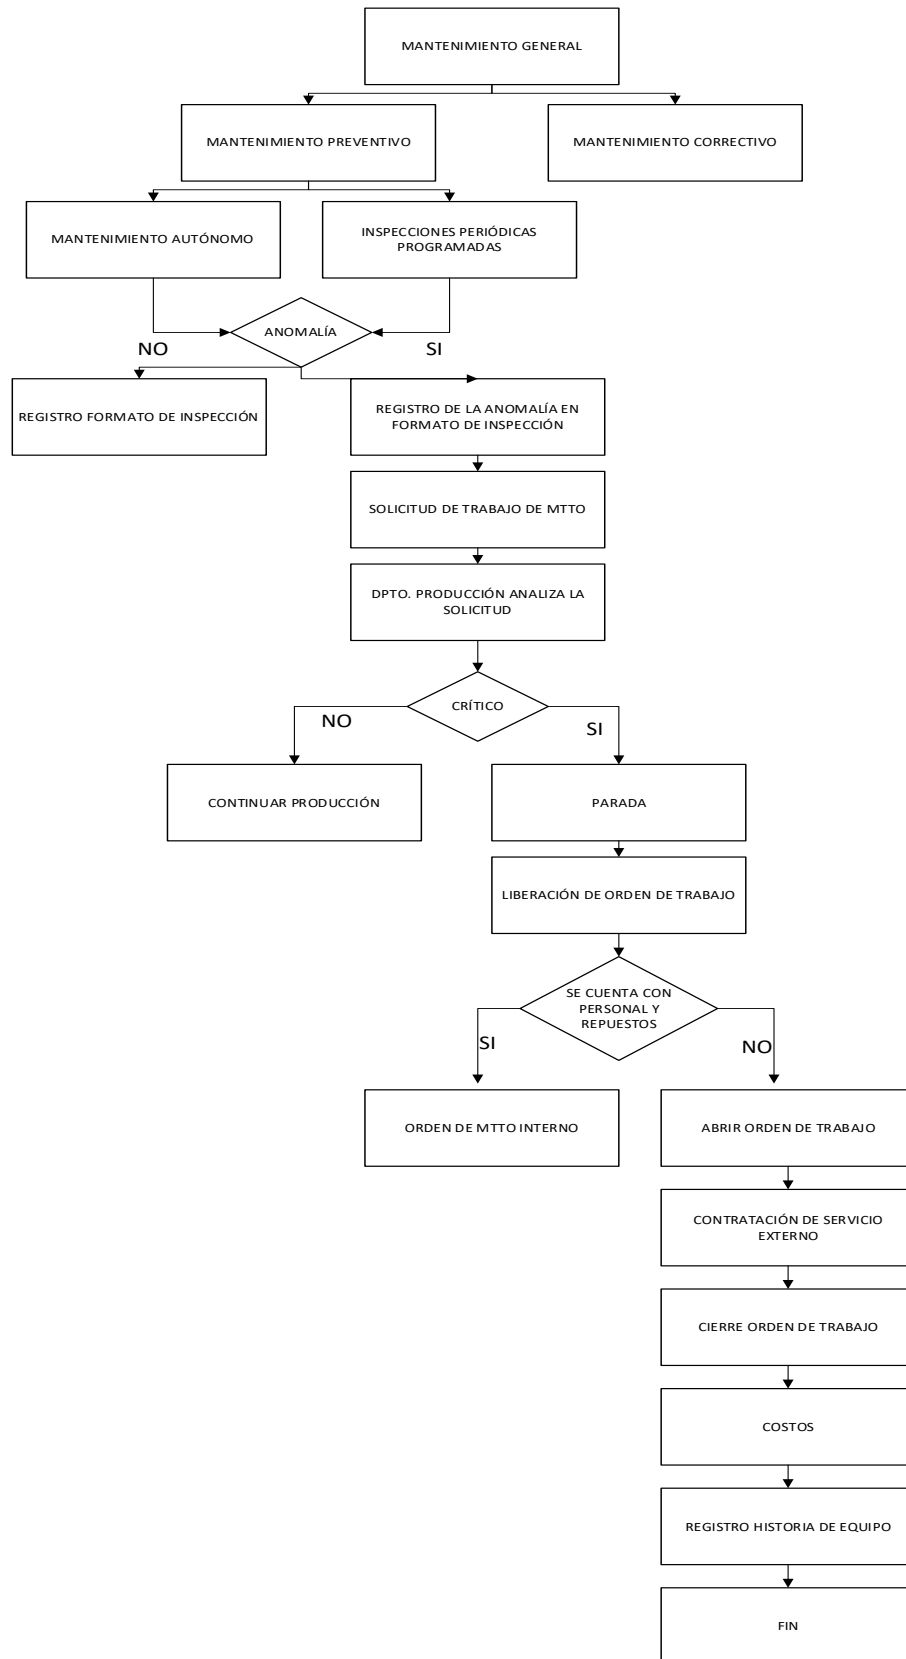 MANTENIMIENTO GENERAL
MANTENIMIENTO PREVENTIVO
MANTENIMIENTO CORRECTIVO
MANTENIMIENTO AUTÓNOMO
INSPECCIONES PERIÓDICAS
PROGRAMADAS
ANOMALÍA
NO
SI
REGISTRO FORMATO DE INSPECCIÓN
REGISTRO DE LA ANOMALÍA EN
FORMATO DE INSPECCIÓN
SOLICITUD DE TRABAJO DE MTTO
DPTO. PRODUCCIÓN ANALIZA LA
SOLICITUD
CRÍTICO
NO
SI
CONTINUAR PRODUCCIÓN
PARADA
LIBERACIÓN DE ORDEN DE TRABAJO
SE CUENTA CON
PERSONAL Y
REPUESTOS
SI
NO
ORDEN DE MTTO INTERNO
ABRIR ORDEN DE TRABAJO
CONTRATACIÓN DE SERVICIO
EXTERNO
CIERRE ORDEN DE TRABAJO
COSTOS
REGISTRO HISTORIA DE EQUIPO
FIN